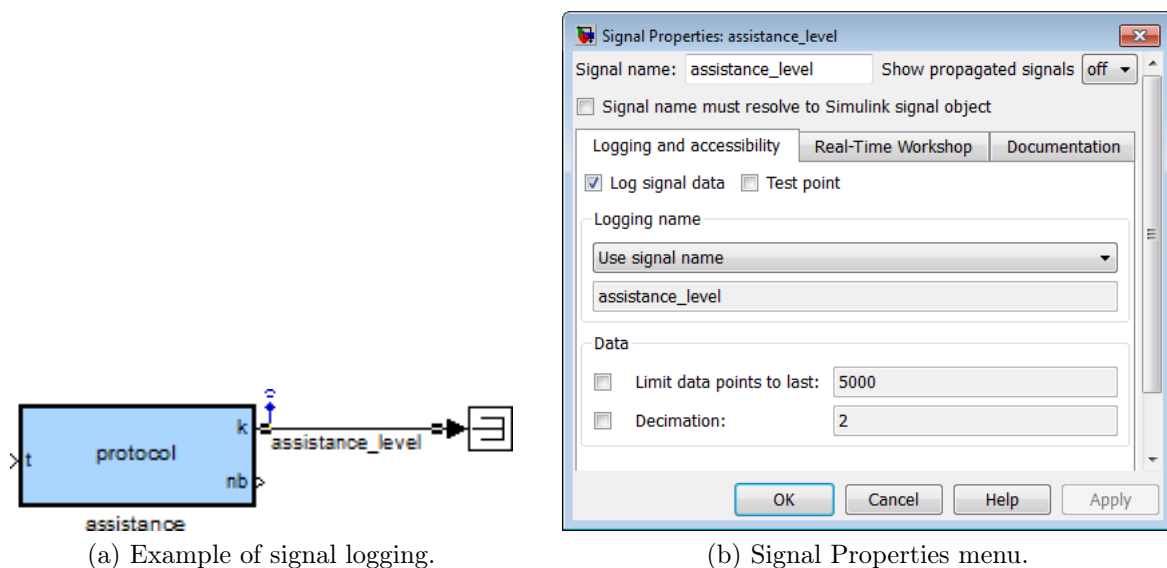 k
assistance_level
t
protocol
nb
assistance
(a) Example of signal logging.
Signal Properties: assistance_level
Signal name: assistance_level Show propagated signals off
Signal name must resolve to Simulink signal object
Logging and accessibility Real-Time Workshop Documentation
Log signal data Test point
Logging name
Use signal name
assistance_level
Data
Limit data points to last: 5000
Decimation: 2
OK Cancel Help Apply
(b) Signal Properties menu.